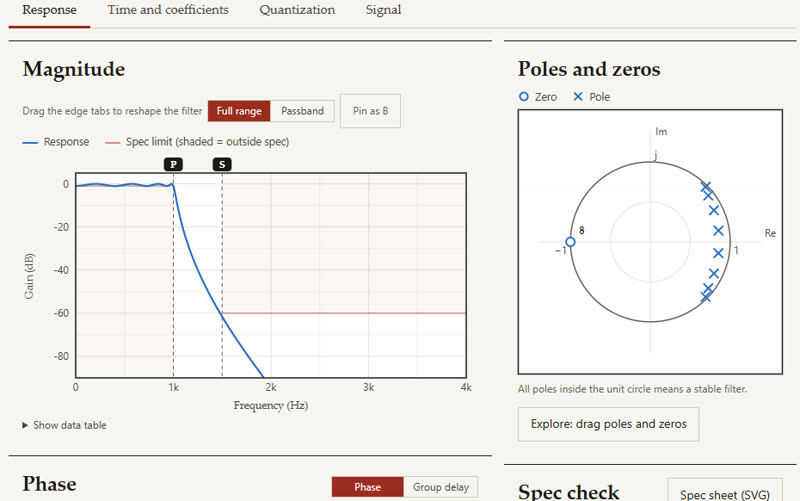 Response Time and coefficients Quantization Signal
Magnitude
Drag the edge tabs to reshape the filter Full range Passband Pin as B
Response Spec limit (shaded = outside spec)
P S
0
-20
-40
-60
-80
Gain (dB)
0 1k 2k 3k 4k
Frequency (Hz)
Show data table
Phase
Phase Group delay
Poles and zeros
Zero Pole
Im
j
8
Re
−1 1
All poles inside the unit circle means a stable filter.
Explore: drag poles and zeros
Spec check Spec sheet (SVG)